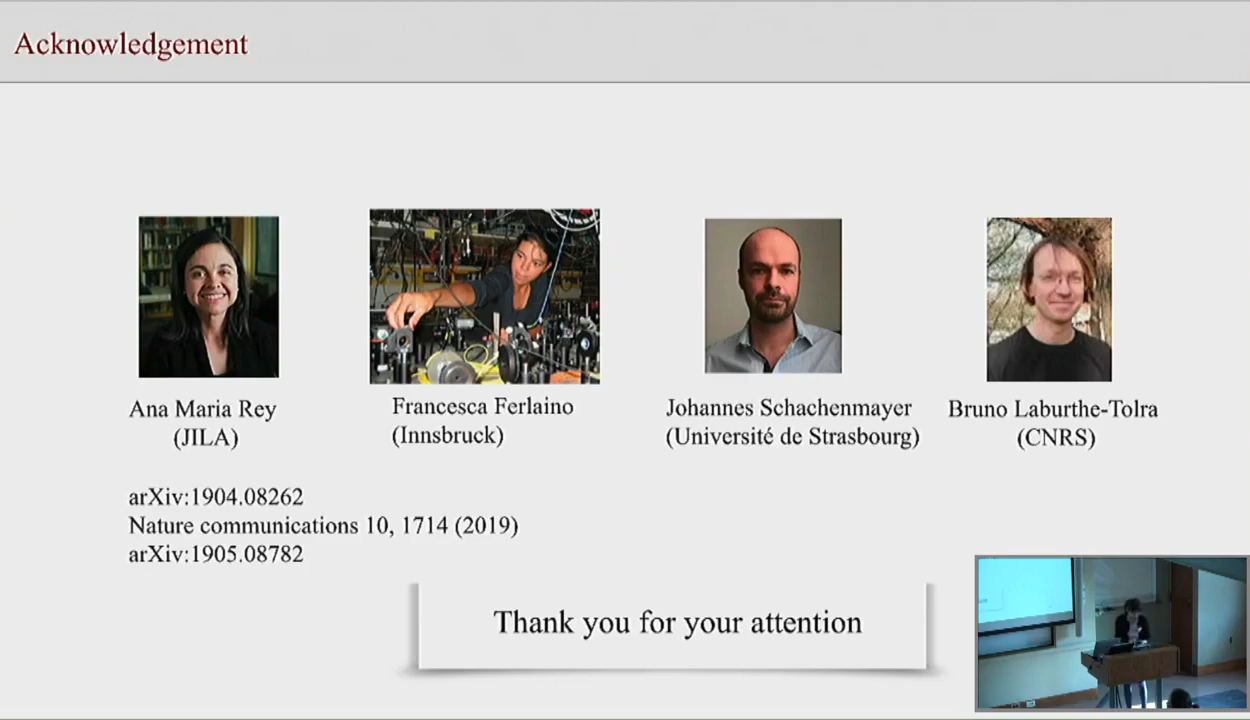 Acknowledgement
Ana Maria Rey
(JILA)
Francesca Ferlaino
(Innsbruck)
Johannes Schachenmayer
(Université de Strasbourg)
Bruno Laburthe-Tolra
(CNRS)
arXiv:1904.08262
Nature communications 10, 1714 (2019)
arXiv:1905.08782
Thank you for your attention